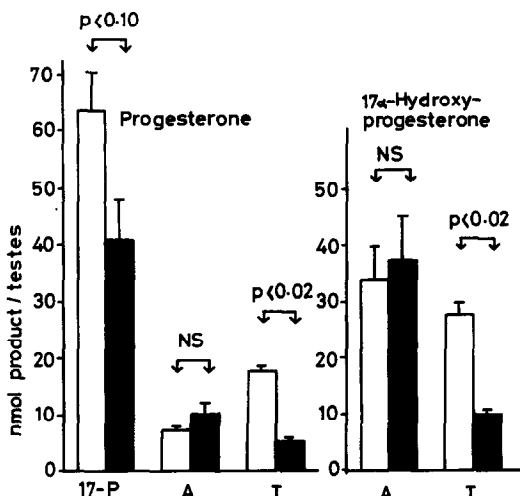 p<0.10
70
60
50
40
30
20
10
0
nmol product / testes
Progesterone
NS
p<0.02
17-P
A
T
17α-Hydroxy-
progesterone
NS
p<0.02
50
40
30
20
10
0
A
T